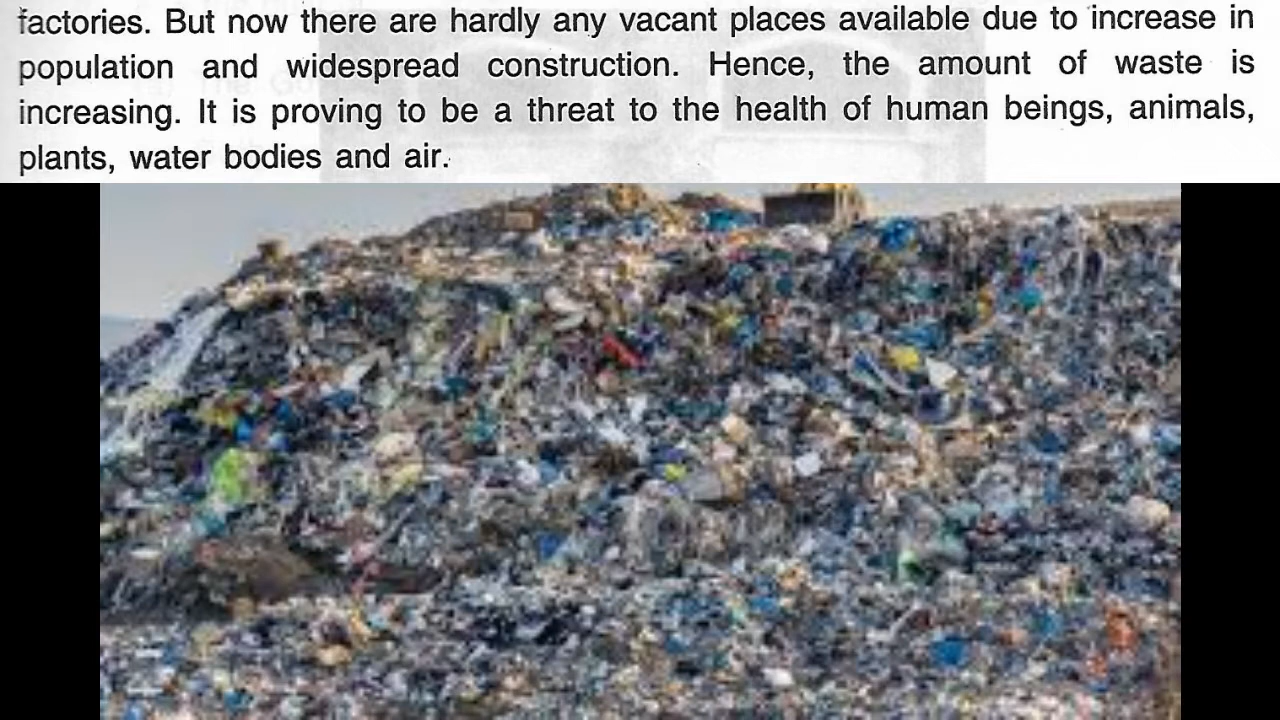 factories. But now there are hardly any vacant places available due to increase in
population and widespread construction. Hence, the amount of waste is
increasing. It is proving to be a threat to the health of human beings, animals,
plants, water bodies and air.